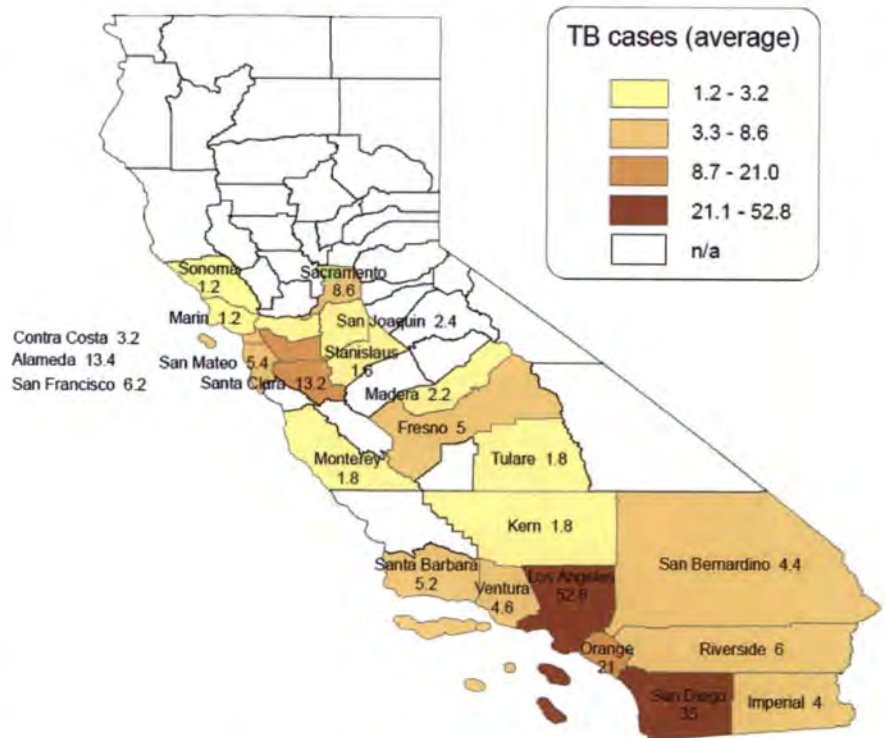 TB cases (average)
1.2 - 3.2
3.3 - 8.6
8.7 - 21.0
21.1 - 52.8
n/a
Sonoma
1.2
Sacramento
8.6
Marin 1.2
San Joaquin 2.4
Contra Costa 3.2
Alameda 13.4
San Francisco 6.2
San Mateo 5.4
Stanislaus
1.6
Santa Clara 13.2
Madera 2.2
Fresno 5
Monterey
1.8
Tulare 1.8
Kern 1.8
Santa Barbara
5.2
Ventura
4.6
Los Angeles
52.8
San Bernardino 4.4
Orange
21
Riverside 6
San Diego
35
Imperial 4